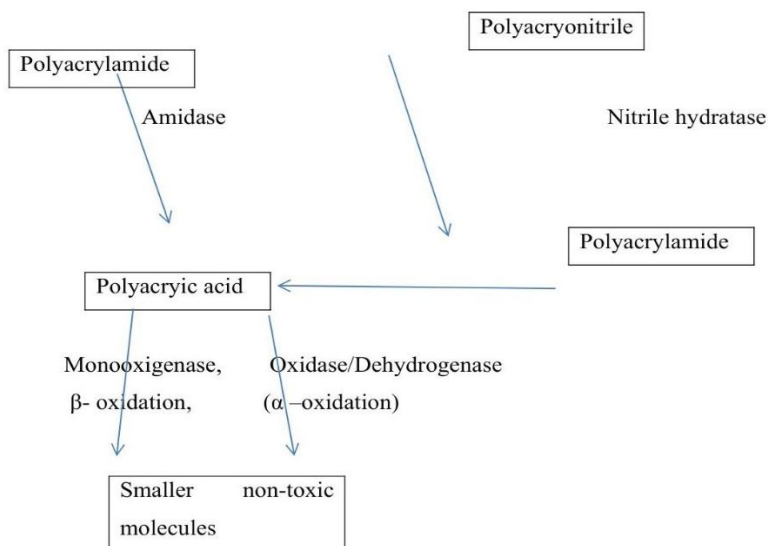 Polyacryonitrile
Polyacrylamide
Amidase
Nitrile hydratase
Polyacrylamide
Polyacryic acid
Monooxigenase, Oxidase/Dehydrogenase
β- oxidation, (α –oxidation)
Smaller non-toxic
molecules